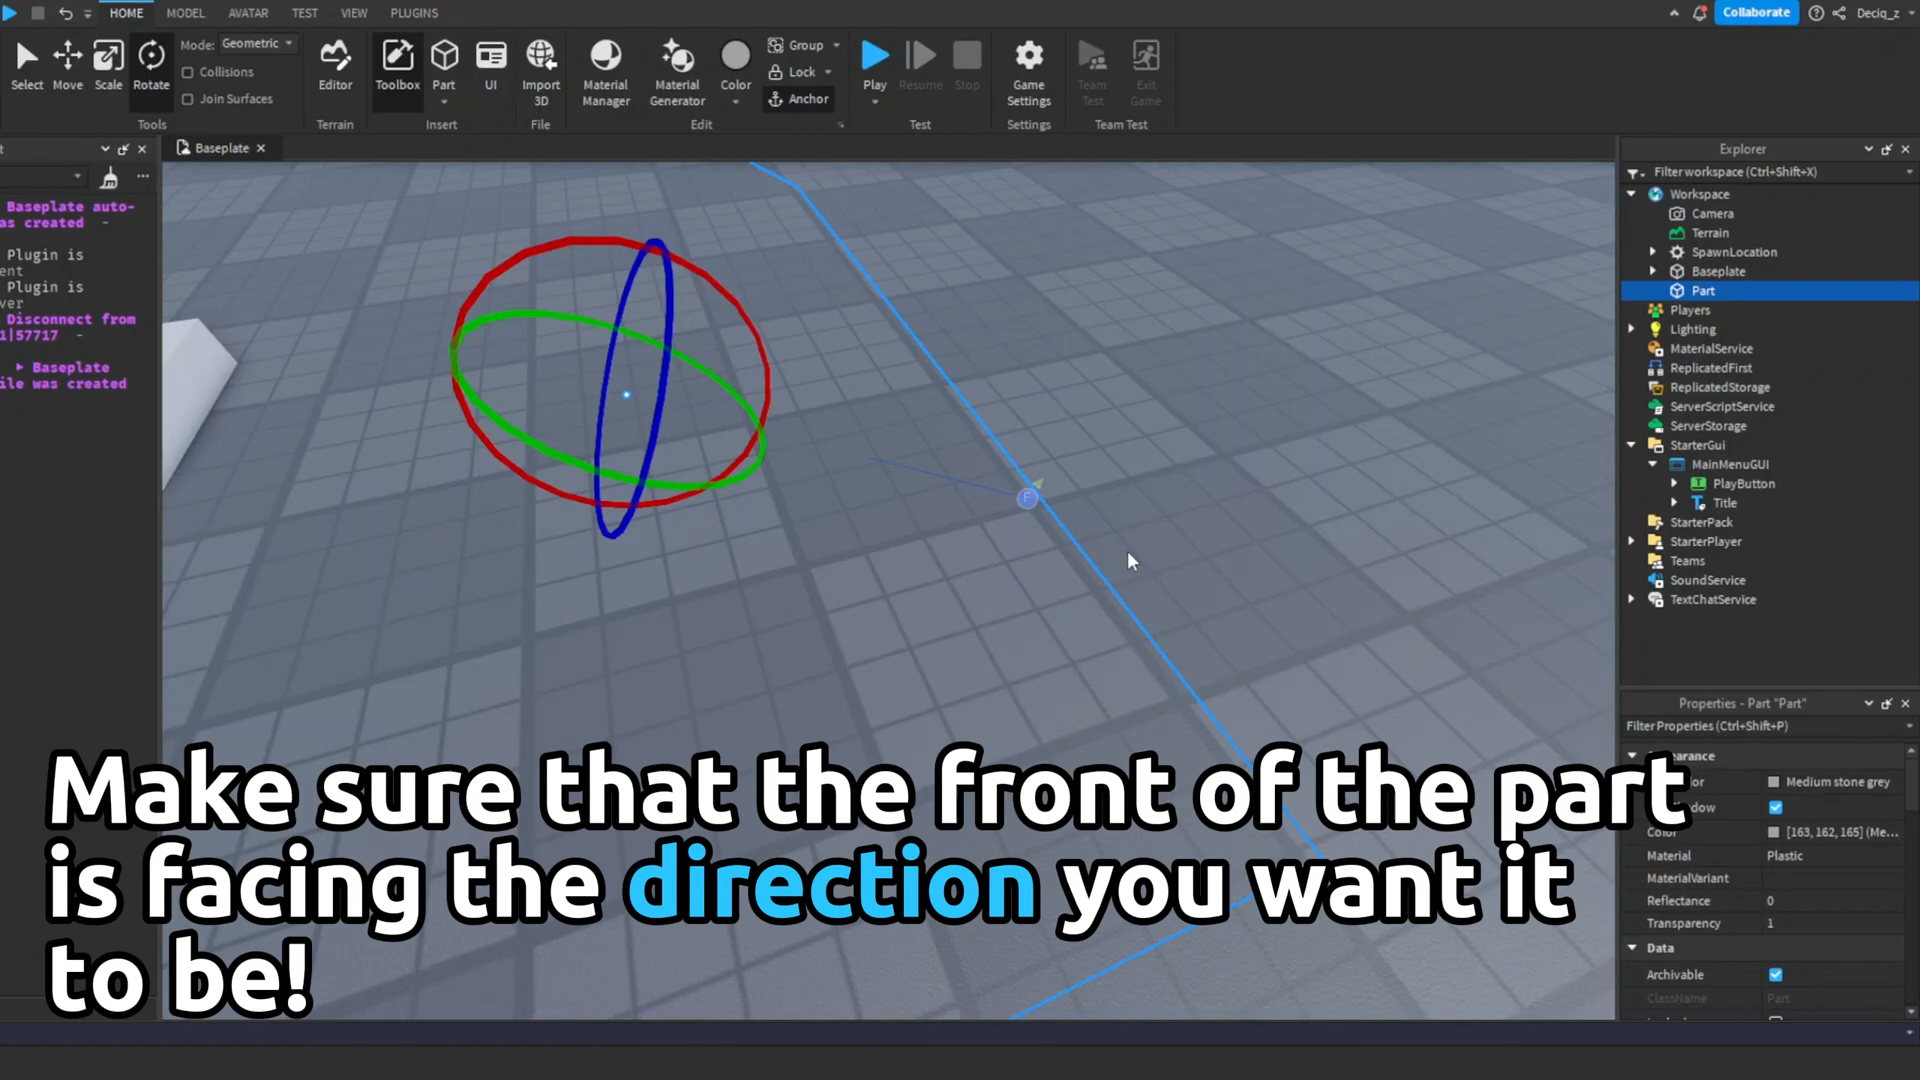 HOME MODEL AVATAR TEST VIEW PLUGINS Collaborate Deciq_z
Select Move Scale Rotate
Mode: Geometric
Collisions
Join Surfaces
Tools
Editor
Terrain
Toolbox Part UI
Insert
Import 3D
File
Material Manager Material Generator Color
Group
Lock
Anchor
Edit
Play Resume Stop
Test
Game Settings
Settings
Team Test Exit Game
Team Test
Baseplate
Baseplate auto-
as created -
Plugin is
Plugin is
Disconnect from
1|57717 -
Baseplate
ile was created
F
Explorer
Filter workspace (Ctrl+Shift+X)
Workspace
Camera
Terrain
SpawnLocation
Baseplate
Part
Players
Lighting
MaterialService
ReplicatedFirst
ReplicatedStorage
ServerScriptService
ServerStorage
StarterGui
MainMenuGUI
PlayButton
T Title
StarterPack
StarterPlayer
Teams
SoundService
TextChatService
Properties - Part "Part"
Filter Properties (Ctrl+Shift+P)
Medium stone grey
Color [163, 162, 165] (Me...
Material Plastic
MaterialVariant
Reflectance 0
Transparency 1
Data
Archivable
ClassName Part
Make sure that the front of the part
is facing the direction you want it
to be!